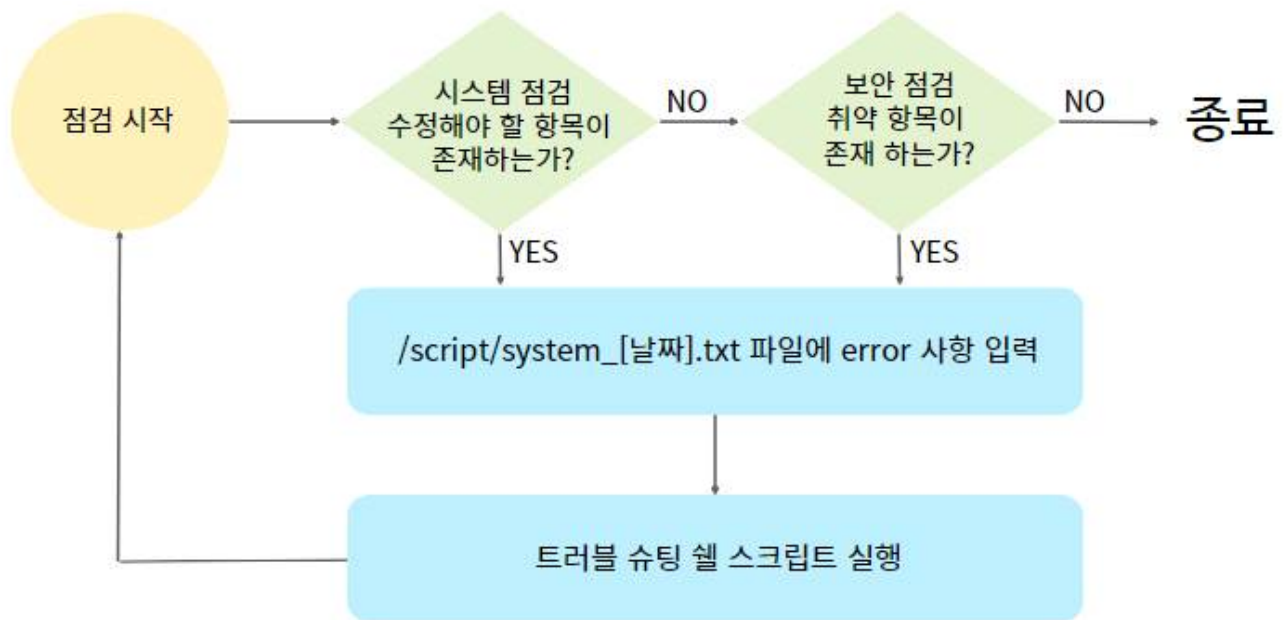 점검 시작
시스템 점검
수정해야 할 항목이
존재하는가?
NO
보안 점검
취약 항목이
존재 하는가?
NO
종료
YES
YES
/script/system_[날짜].txt 파일에 error 사항 입력
트러블 슈팅 쉘 스크립트 실행